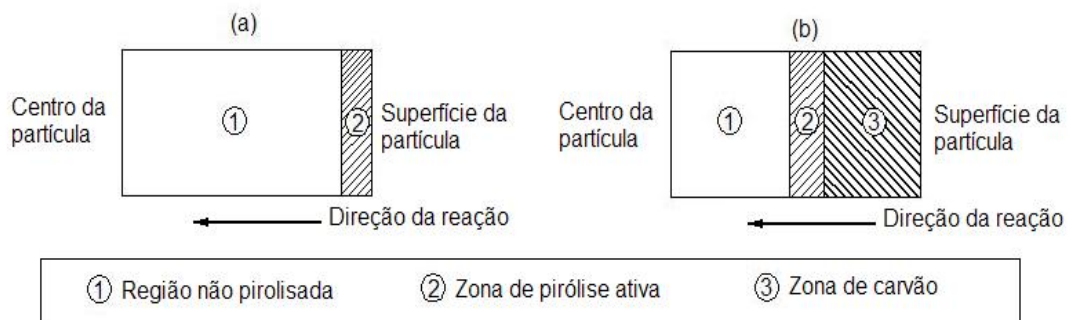 (a)
Centro da
partícula
①
②
Superfície da
partícula
Direção da reação
(b)
Centro da
partícula
①
②
③
Superfície da
partícula
Direção da reação
① Região não pirolisada
② Zona de pirólise ativa
③ Zona de carvão